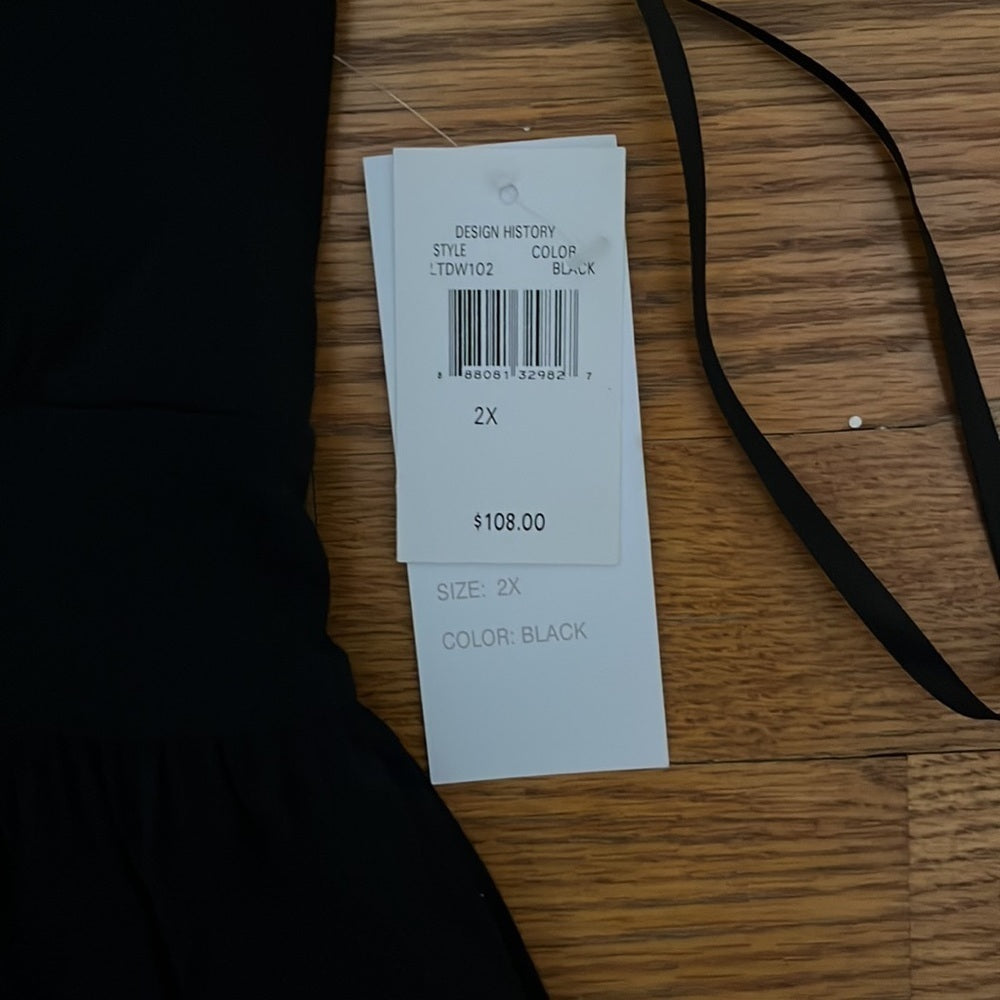 DESIGN HISTORY
STYLE COLOR
LTDW102 BLACK
8 88081 32982 7
2X
$108.00
SIZE: 2X
COLOR: BLACK